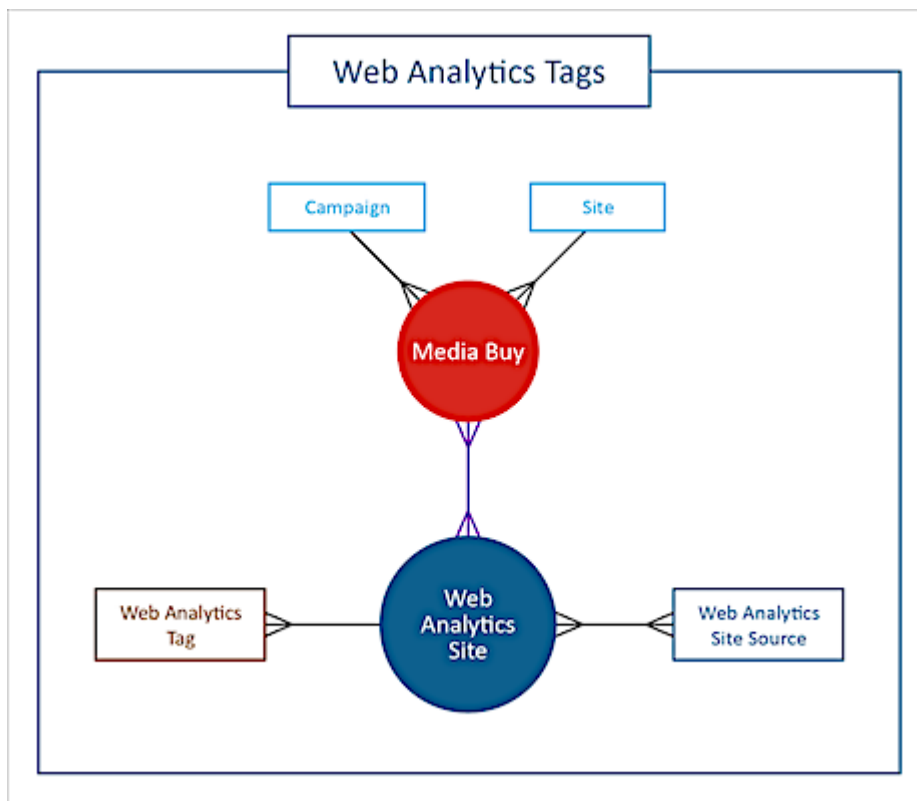 Web Analytics Tags
Campaign
Site
Media Buy
Web
Analytics
Site
Web Analytics
Tag
Web Analytics
Site Source